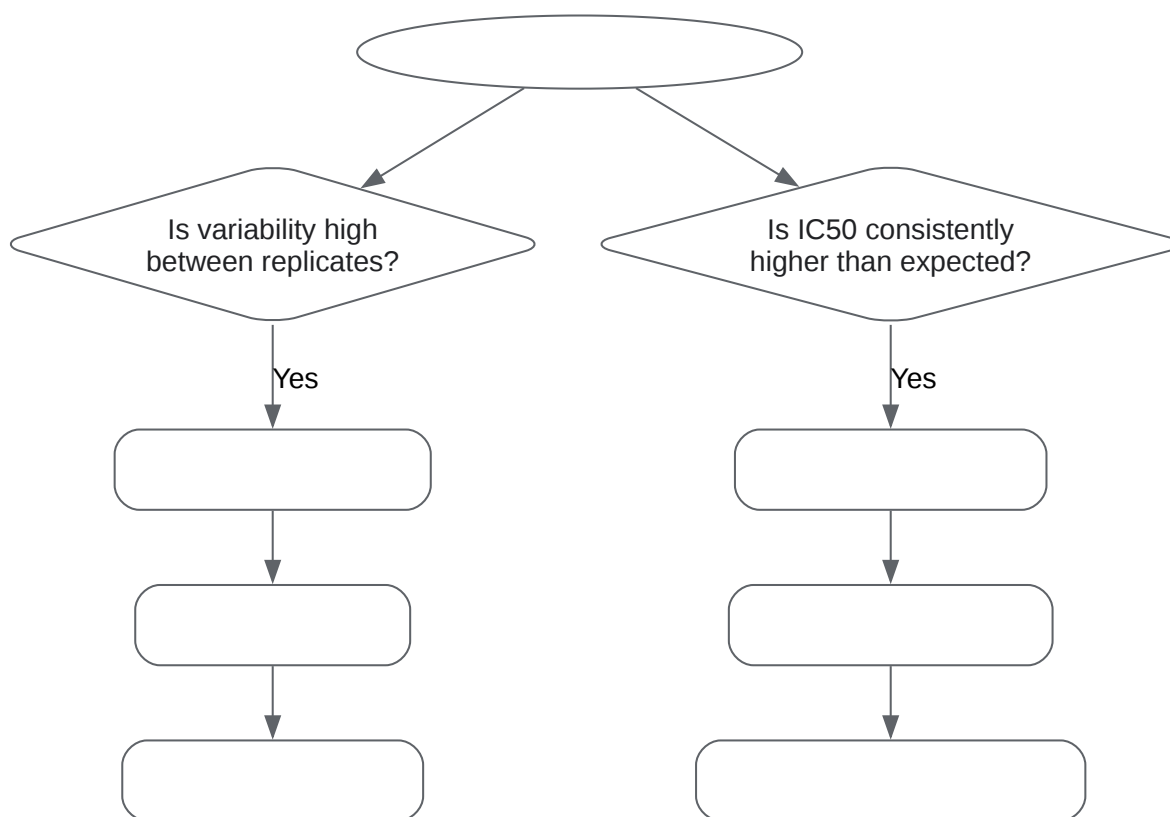 Is variability high
between replicates?
Is IC50 consistently
higher than expected?
Yes
Yes